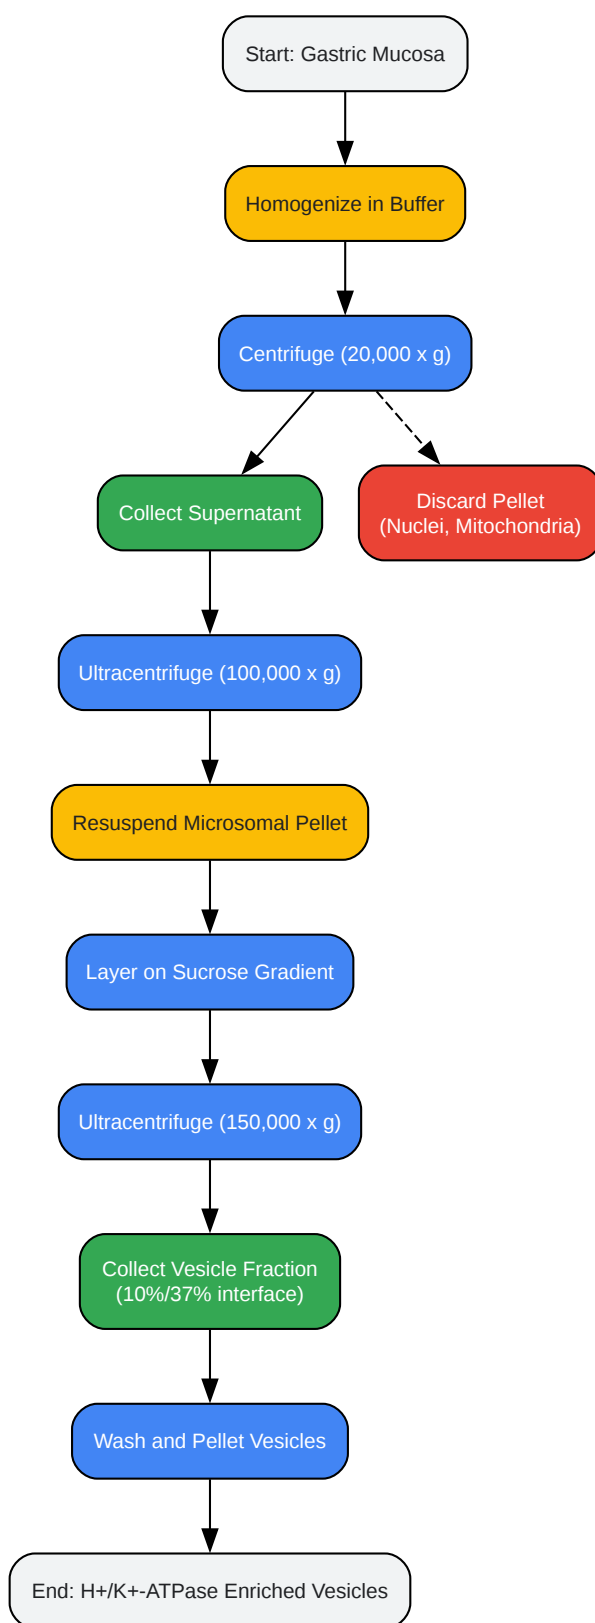 Start: Gastric Mucosa
Homogenize in Buffer
Centrifuge (20,000 x g)
Collect Supernatant
Discard Pellet
(Nuclei, Mitochondria)
Ultracentrifuge (100,000 x g)
Resuspend Microsomal Pellet
Layer on Sucrose Gradient
Ultracentrifuge (150,000 x g)
Collect Vesicle Fraction
(10%/37% interface)
Wash and Pellet Vesicles
End: H+/K+-ATPase Enriched Vesicles